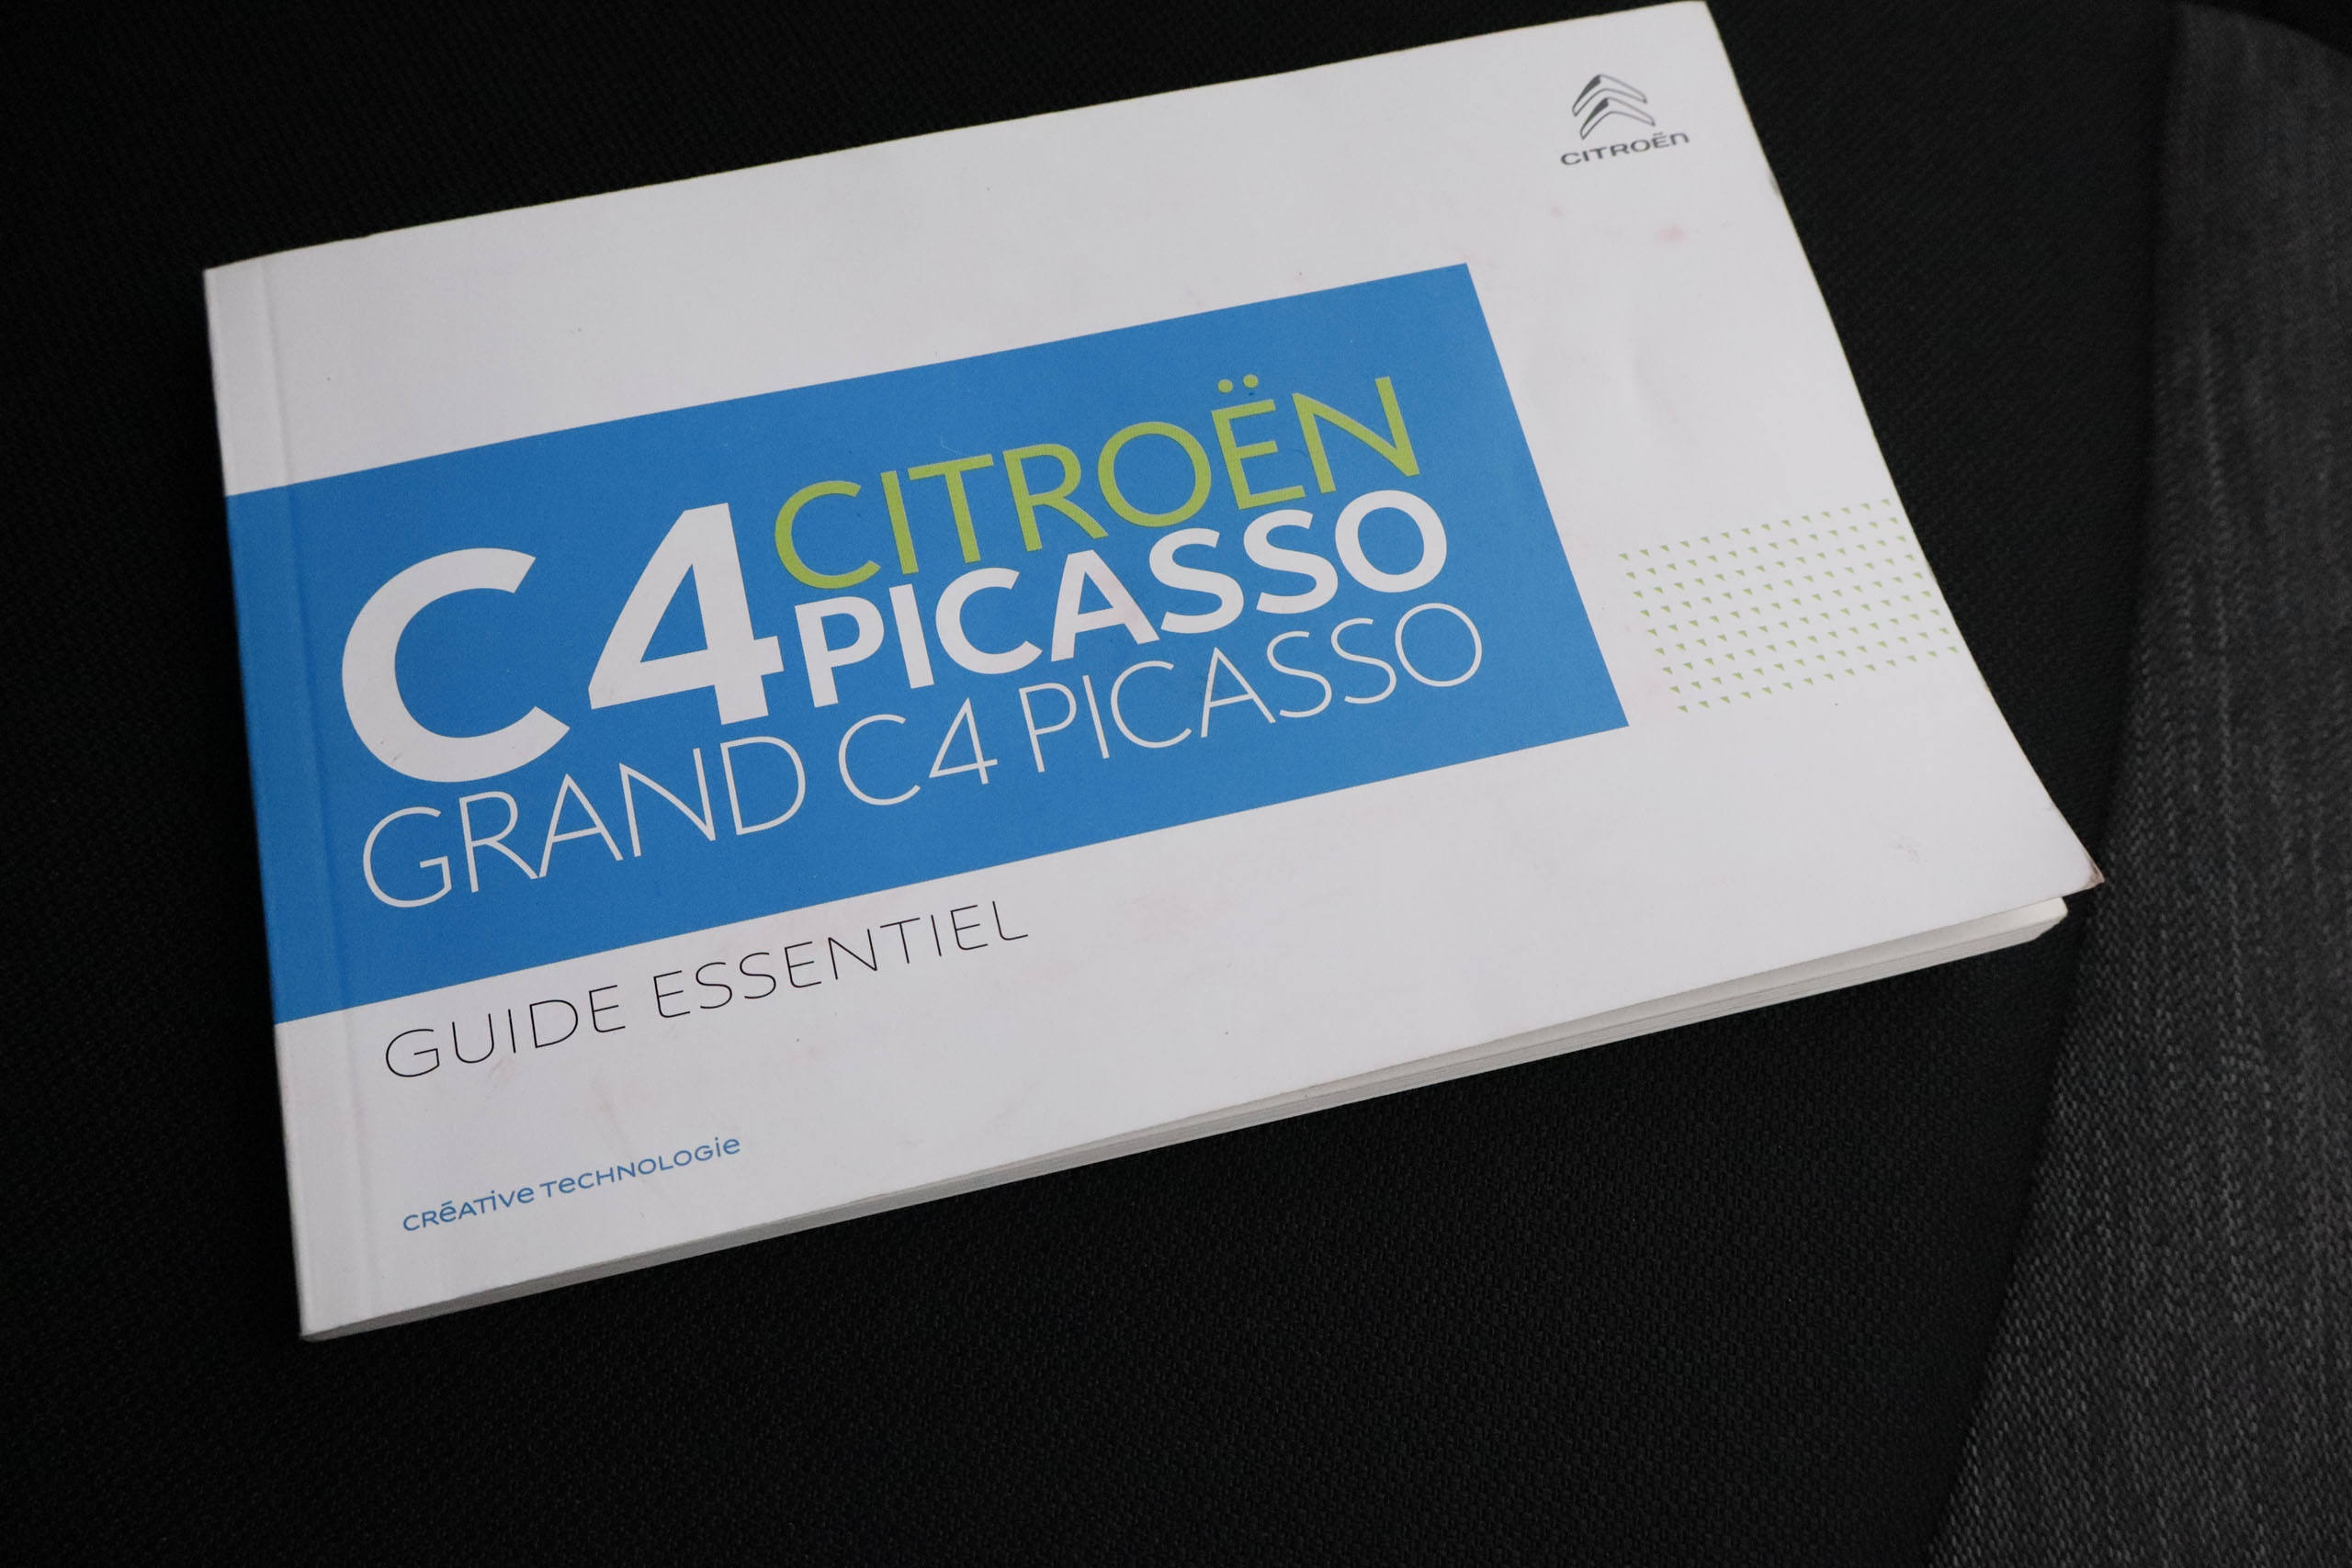 CITROËN
C4 CITROËN
PICASSO
GRAND C4 PICASSO
GUIDE ESSENTIEL
CRÉATIVE TECHNOLOGIE